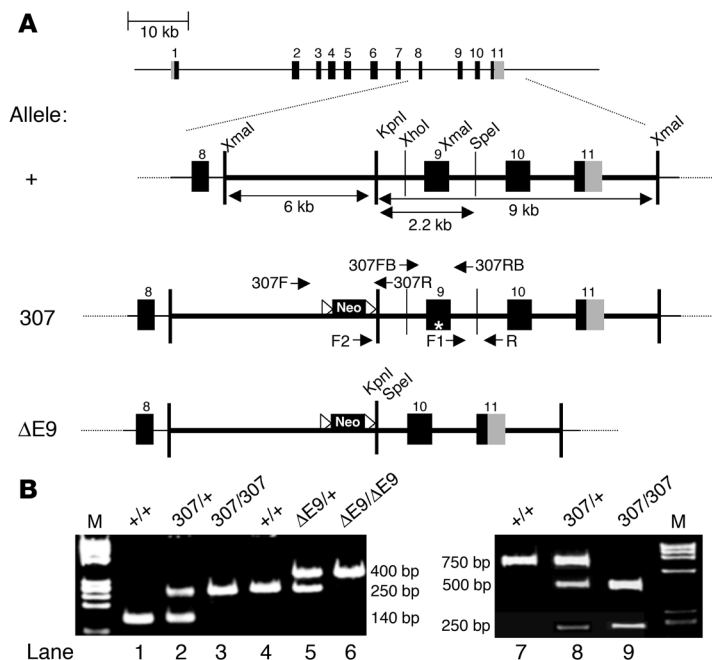 A
10 kb
1 2 3 4 5 6 7 8 9 10 11
Allele:
+
8 XmaI KpnI XhoI XmaI 9 SpeI 10 11 XmaI
6 kb 9 kb
2.2 kb
307FB 307RB
307F 307R
307
8 Neo 9 * 10 11
F2 F1 R
KpnI SpeI
ΔE9
8 Neo 10 11
B
M +/+ 307/+ 307/307 +/+ ΔE9/+ ΔE9/ΔE9
400 bp
250 bp
140 bp
+/+ 307/+ 307/307 M
750 bp
500 bp
250 bp
Lane 1 2 3 4 5 6 7 8 9